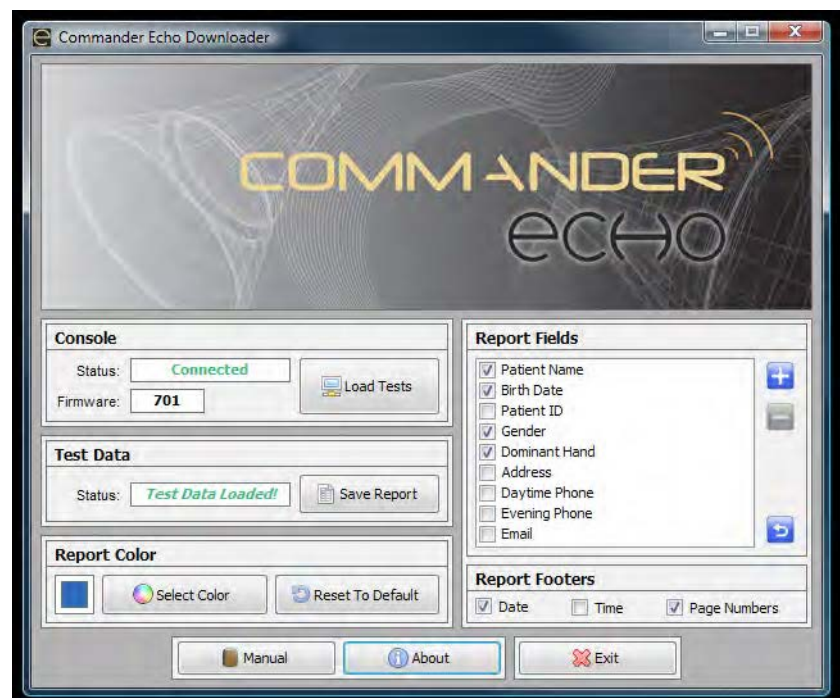 Commander Echo Downloader
COMMANDER
ECHO
Console
Status: Connected
Firmware: 701
Load Tests
Test Data
Status: Test Data Loaded!
Save Report
Report Color
Select Color
Reset To Default
Report Fields
Patient Name
Birth Date
Patient ID
Gender
Dominant Hand
Address
Daytime Phone
Evening Phone
Email
Report Footers
Date Time Page Numbers
Manual About Exit